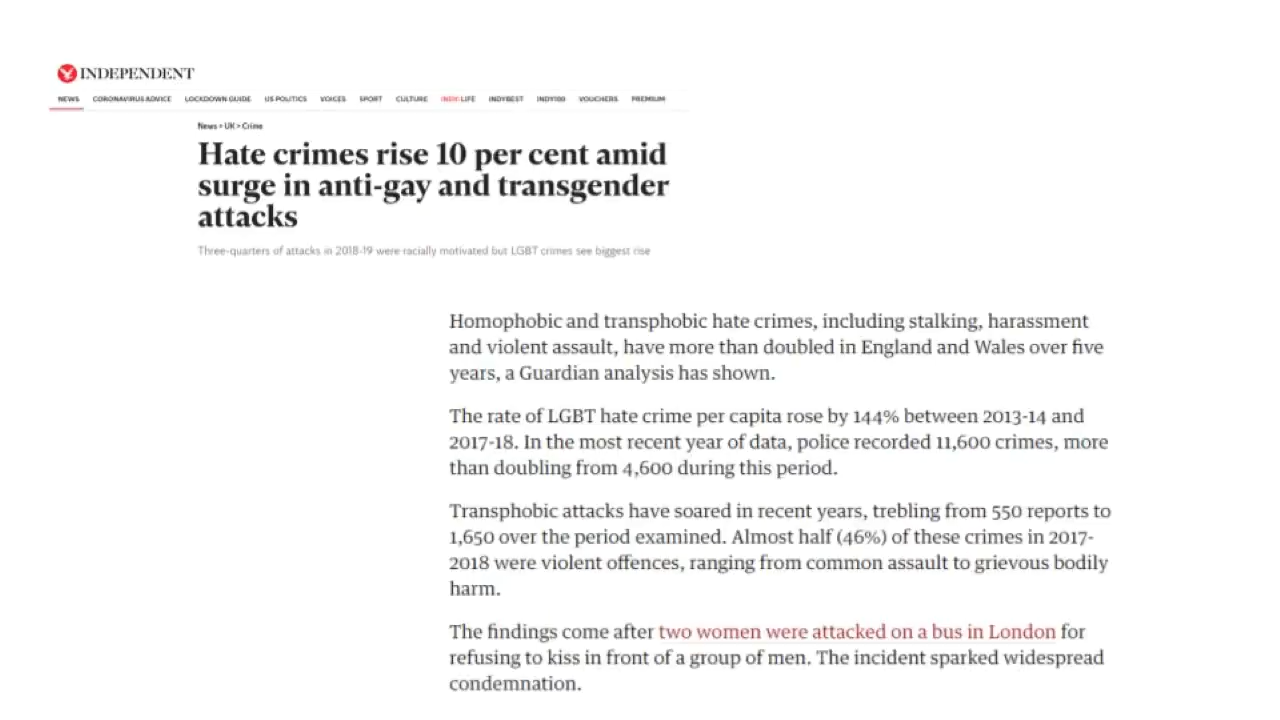 INDEPENDENT
NEWS CORONAVIRUS ADVICE LOCKDOWN GUIDE US POLITICS VOICES SPORT CULTURE INDY/LIFE INDYBEST INDY100 VOUCHERS PREMIUM
News > UK > Crime
Hate crimes rise 10 per cent amid
surge in anti-gay and transgender
attacks
Three-quarters of attacks in 2018-19 were racially motivated but LGBT crimes see biggest rise
Homophobic and transphobic hate crimes, including stalking, harassment
and violent assault, have more than doubled in England and Wales over five
years, a Guardian analysis has shown.
The rate of LGBT hate crime per capita rose by 144% between 2013-14 and
2017-18. In the most recent year of data, police recorded 11,600 crimes, more
than doubling from 4,600 during this period.
Transphobic attacks have soared in recent years, trebling from 550 reports to
1,650 over the period examined. Almost half (46%) of these crimes in 2017-
2018 were violent offences, ranging from common assault to grievous bodily
harm.
The findings come after two women were attacked on a bus in London for
refusing to kiss in front of a group of men. The incident sparked widespread
condemnation.